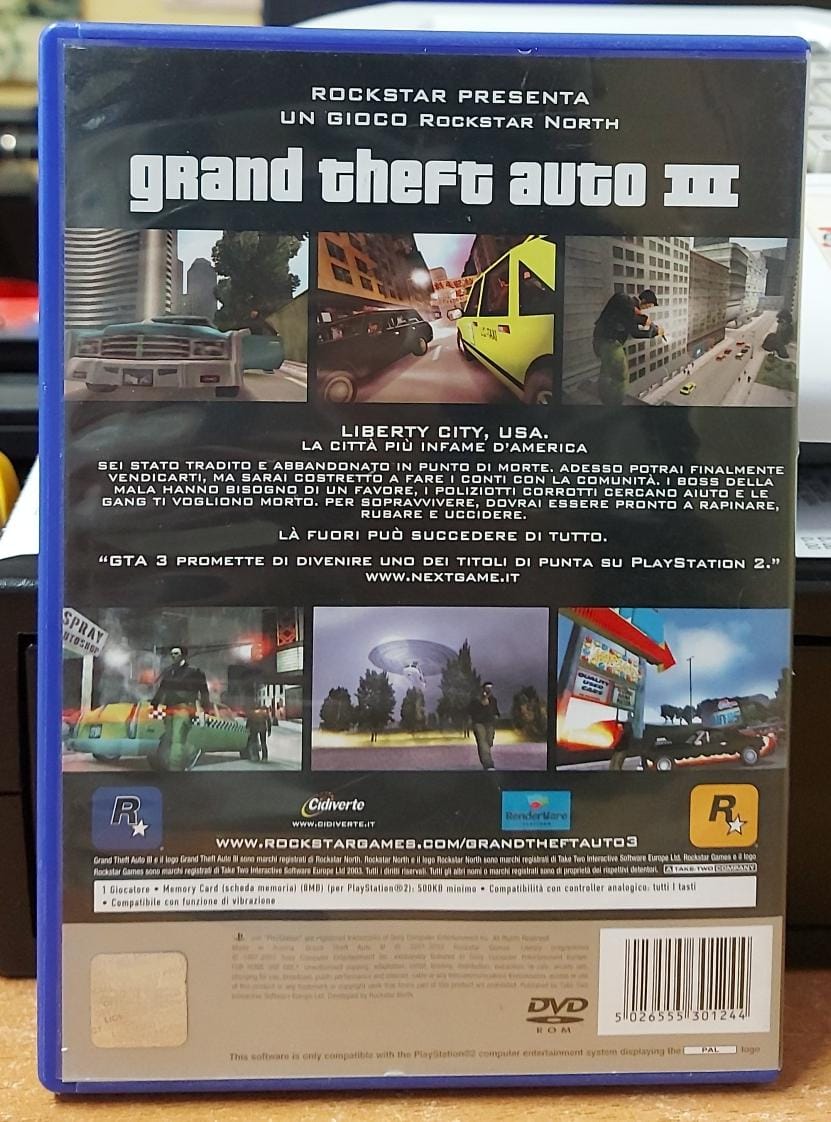 ROCKSTAR PRESENTA
UN GIOCO ROCKSTAR NORTH
grand theft auto III
LIBERTY CITY, USA.
LA CITTÀ PIÙ INFAME D'AMERICA
SEI STATO TRADITO E ABBANDONATO IN PUNTO DI MORTE. ADESSO POTRAI FINALMENTE
VENDICARTI, MA SARAI COSTRETTO A FARE I CONTI CON LA COMUNITÀ. I BOSS DELLA
MALA HANNO BISOGNO DI UN FAVORE, I POLIZIOTTI CORROTTI CERCANO AIUTO E LE
GANG TI VOGLIONO MORTO. PER SOPRAVVIVERE, DOVRAI ESSERE PRONTO A RAPINARE,
RUBARE E UCCIDERE.
LÀ FUORI PUÒ SUCCEDERE DI TUTTO.
"GTA 3 PROMETTE DI DIVENIRE UNO DEI TITOLI DI PUNTA SU PLAYSTATION 2."
WWW.NEXTGAME.IT
SPRAY
AUTOSHOP
QUALITY
USED
CARS
R
Cidiverte
WWW.CIDIVERTE.IT
RenderWare
R
WWW.ROCKSTARGAMES.COM/GRANDTHEFTAUTO3
Grand Theft Auto III e il logo Grand Theft Auto III sono marchi registrati di Rockstar North. Rockstar North e il logo Rockstar North sono marchi registrati di Take Two Interactive Software Europe Ltd. Rockstar Games e il logo
Rockstar Games sono marchi registrati di Take Two Interactive Software Europe Ltd 2003. Tutti i diritti riservati. Tutti gli altri nomi o marchi registrati sono di proprietà dei rispettivi detentori. A TAKE-TWO COMPANY
1 Giocatore • Memory Card (scheda memoria) (8MB) (per PlayStation®2): 500KB minimo • Compatibilità con controller analogico: tutti i tasti
• Compatibile con funzione di vibrazione
DVD
ROM
5 026555 301244
This software is only compatible with the PlayStation®2 computer entertainment system displaying the PAL logo